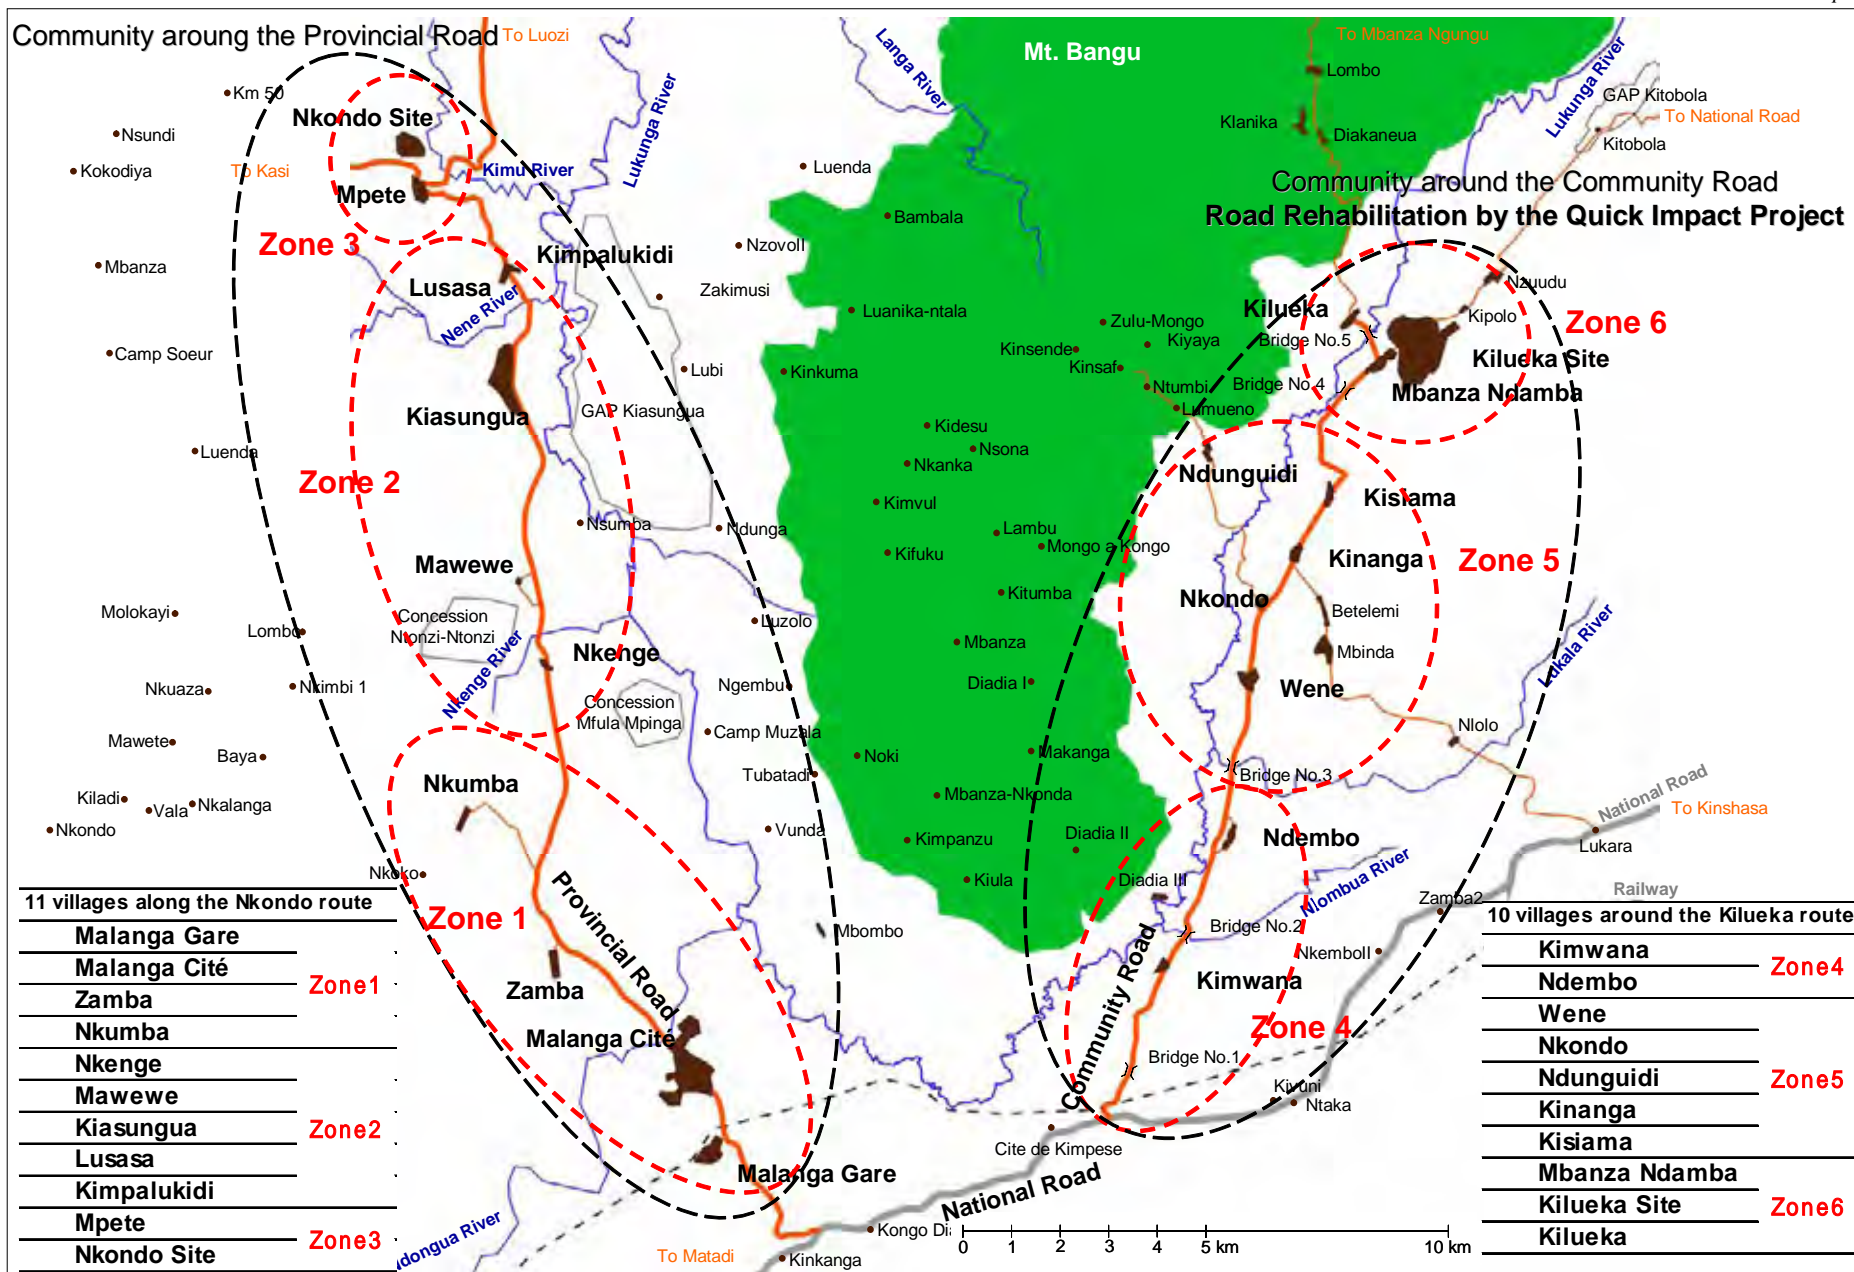 Community aroung the Provincial Road
To Luozi
Km 50
Nkondo Site
Nsundi
Kokodiya
To Kasi
Kimu River
Lukunga River
Mpete
Zone 3
Kimpalukidi
Mbanza
Lusasa
Nene River
Zakimusi
Camp Soeur
Lubi
Kiasungua
GAP Kiasungua
Luenda
Zone 2
Nsumba
Ndunga
Mawewe
Molokayi
Lombo
Concession
Ntonzi-Ntonzi
Luzolo
Nkenge
Nkenge River
Nkuaza
Nkimbi 1
Ngembu
Concession
Mfula Mpinga
Mawete
Baya
Camp Muzala
Tubatadi
Nkumba
Kiladi
Vala
Nkalanga
Nkondo
Vunda
Nkoko
Zone 1
Provincial Road
Mbombo
Zamba
Malanga Cité
Malanga Gare
To Matadi
Kinkanga
National Road
Langa River
Mt. Bangu
To Mbanza Ngungu
Lombo
Lukunga River
GAP Kitobola
To National Road
Klanika
Diakaneua
Kitobola
Community around the Community Road
Road Rehabilitation by the Quick Impact Project
Luenda
Bambala
Nzovoll
Luanika-ntala
Zulu-Mongo
Kiyaya
Kinsende
Kinsaf
Kinkuma
Ntumbi
Lumueno
Kidesu
Nsona
Nkanka
Kimvul
Lambu
Mongo a Kongo
Kifuku
Kitumba
Mbanza
Diadia I
Makanga
Noki
Mbanza-Nkonda
Kimpanzu
Diadia II
Kiula
Diadia III
Kilueka
Bridge No.5
Nzuudu
Kipolo
Zone 6
Kilueka Site
Bridge No.4
Mbanza Ndamba
Ndunguidi
Kisiama
Kinanga
Zone 5
Nkondo
Betelemi
Mbinda
Wene
Lukala River
Nlolo
Bridge No.3
National Road
To Kinshasa
Lukara
Ndembo
Nlombua River
Railway
Zamba2
Bridge No.2
Nkemboll
Kimwana
Community Road
Zone 4
Bridge No.1
Kiyuni
Ntaka
Cite de Kimpese
0 1 2 3 4 5 km 10 km
11 villages along the Nkondo route
Malanga Gare
Malanga Cité
Zone1
Zamba
Nkumba
Nkenge
Mawewe
Kiasungua
Zone2
Lusasa
Kimpalukidi
Mpete
Zone3
Nkondo Site
10 villages around the Kilueka route
Kimwana
Zone4
Ndembo
Wene
Nkondo
Ndunguidi
Zone5
Kinanga
Kisiama
Mbanza Ndamba
Kilueka Site
Zone6
Kilueka